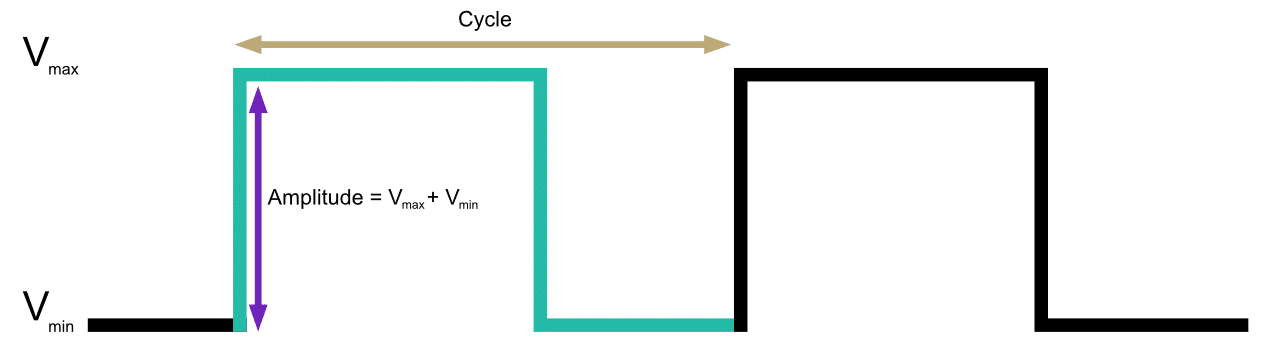 Cycle
Vmax
Amplitude = Vmax + Vmin
Vmin